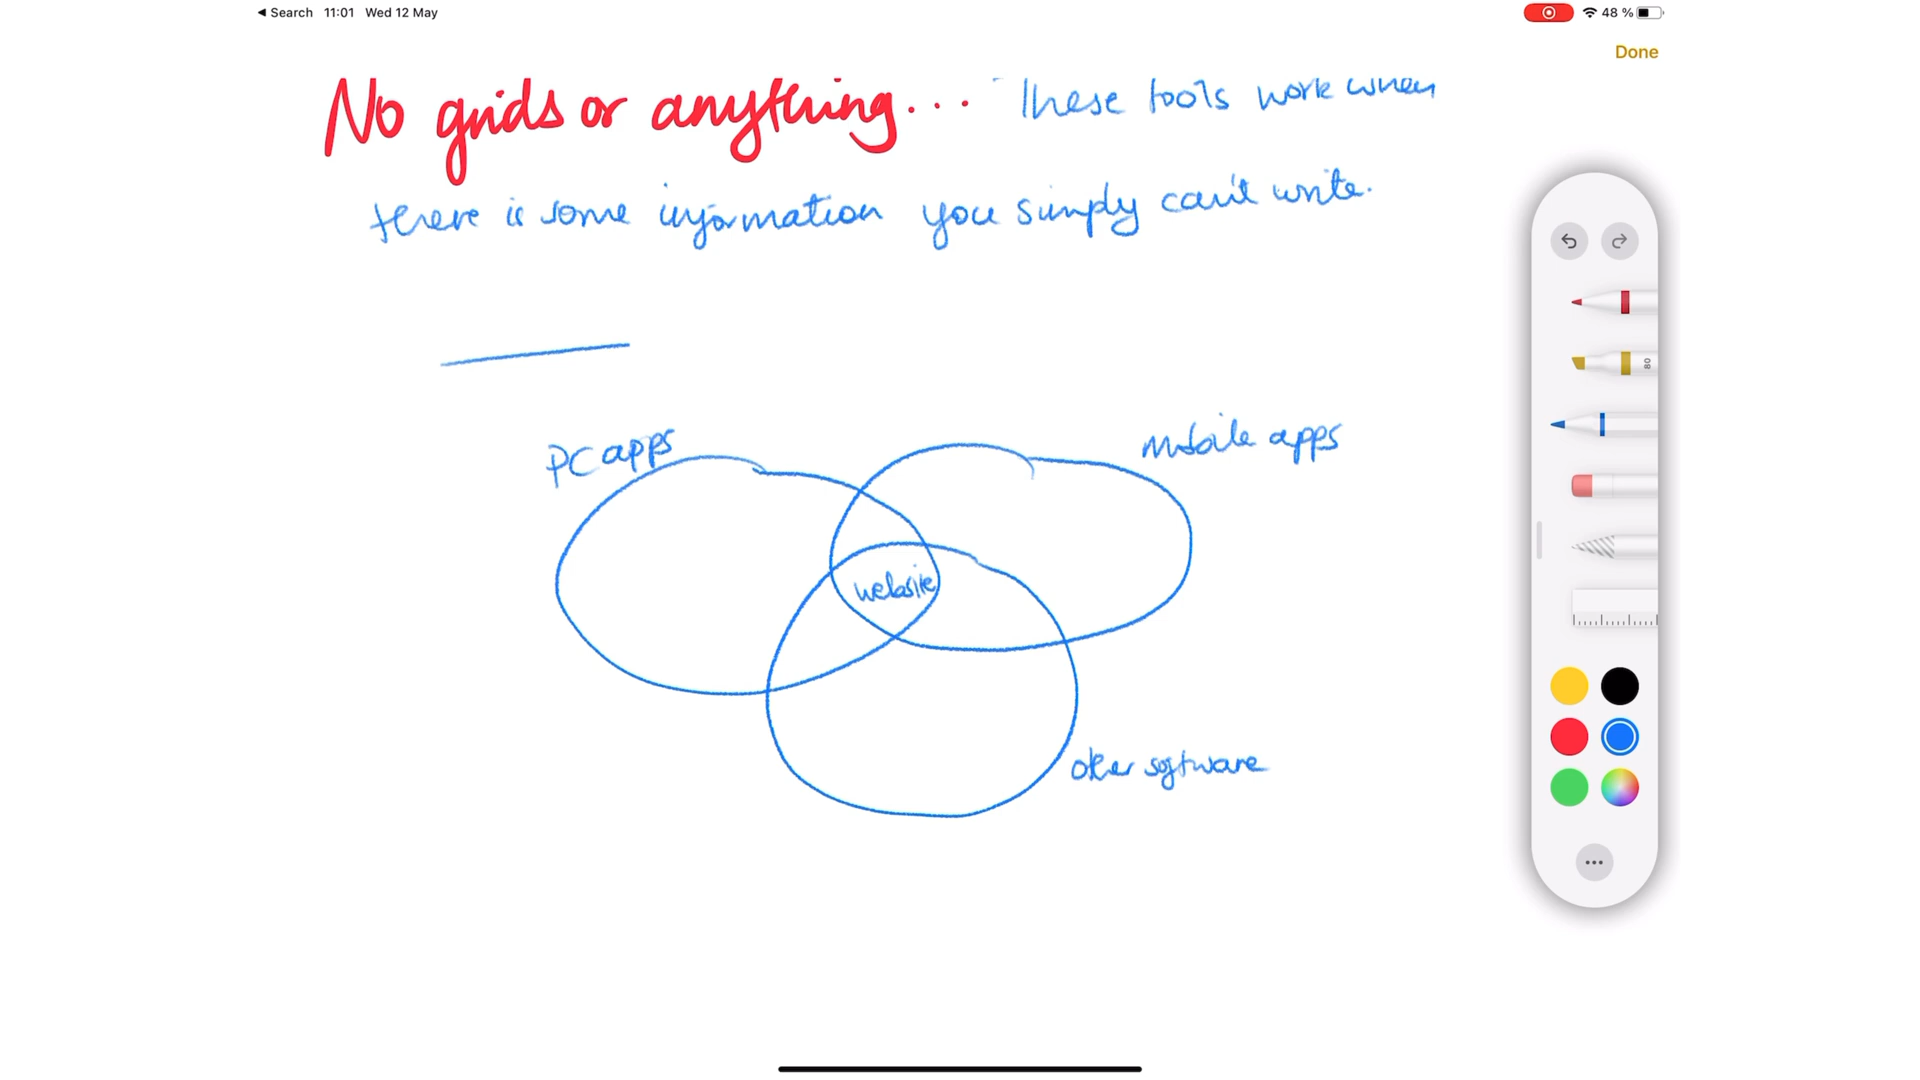 Search 11:01 Wed 12 May
48 %
Done
No grids or anything... These tools work when
there is some information you simply can't write.
80
PC apps
mobile apps
website
other software